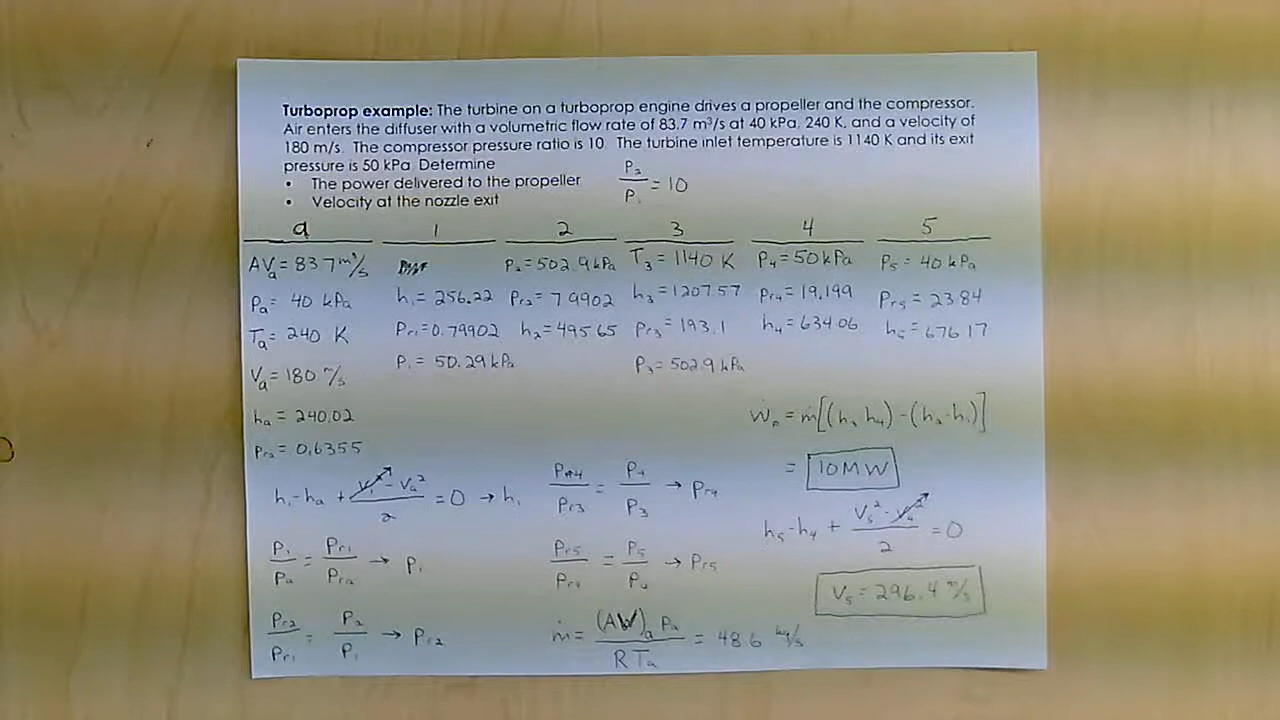 Turboprop example: The turbine on a turboprop engine drives a propeller and the compressor.
Air enters the diffuser with a volumetric flow rate of 83.7 m³/s at 40 kPa, 240 K, and a velocity of
180 m/s. The compressor pressure ratio is 10. The turbine inlet temperature is 1140 K and its exit
pressure is 50 kPa. Determine
• The power delivered to the propeller
• Velocity at the nozzle exit
P₂/P₁ = 10
a 1 2 3 4 5
AVₐ = 83.7 m³/s P₂ = 502.9 kPa T₃ = 1140 K P₄ = 50 kPa P₅ = 40 kPa
Pₐ = 40 kPa h₁ = 256.22 Pr₂ = 7.9902 h₃ = 1207.57 Pr₄ = 19.199 Pr₅ = 23.84
Tₐ = 240 K Pr₁ = 0.79902 h₂ = 495.65 Pr₃ = 193.1 h₄ = 634.06 h₅ = 676.17
Vₐ = 180 m/s P₁ = 50.29 kPa P₃ = 502.9 kPa
hₐ = 240.02
Prₐ = 0.6355
Ẇₚ = ṁ[(h₃-h₄)-(h₂-h₁)]
= 10 MW
h₁-hₐ + (V₁²-Vₐ²)/2 = 0 → h₁
Pr4/Pr3 = P₄/P₃ → Pr₄
h₅-h₄ + (V₅²-V₄²)/2 = 0
P₁/Pₐ = Pr₁/Prₐ → P₁
Pr₅/Pr₄ = P₅/P₄ → Pr₅
V₅ = 296.4 m/s
Pr₂/Pr₁ = P₂/P₁ → Pr₂
ṁ = (AV)ₐ Pₐ / R Tₐ = 48.6 kg/s